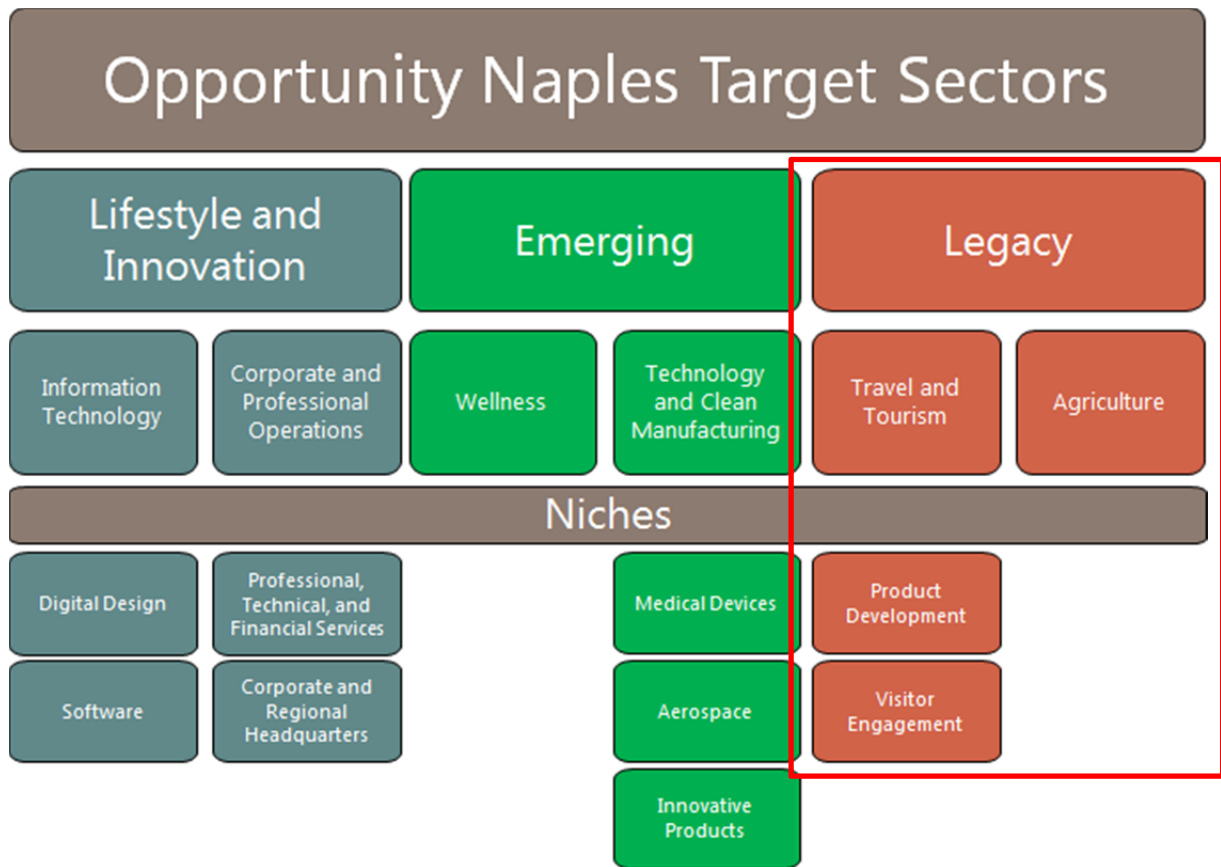 Opportunity Naples Target Sectors
Lifestyle and
Innovation
Emerging
Legacy
Information
Technology
Corporate and
Professional
Operations
Wellness
Technology
and Clean
Manufacturing
Travel and
Tourism
Agriculture
Niches
Digital Design
Professional,
Technical, and
Financial Services
Medical Devices
Product
Development
Software
Corporate and
Regional
Headquarters
Aerospace
Visitor
Engagement
Innovative
Products